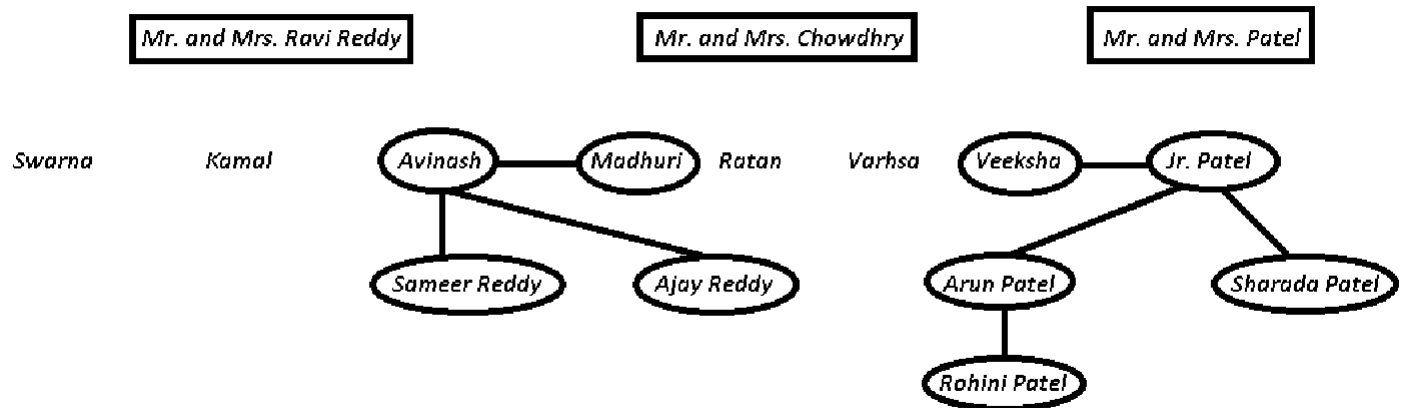 Mr. and Mrs. Ravi Reddy
Mr. and Mrs. Chowdhry
Mr. and Mrs. Patel
Swarna
Kamal
Avinash
Madhuri
Ratan
Varhsa
Veeksha
Jr. Patel
Sameer Reddy
Ajay Reddy
Arun Patel
Sharada Patel
Rohini Patel